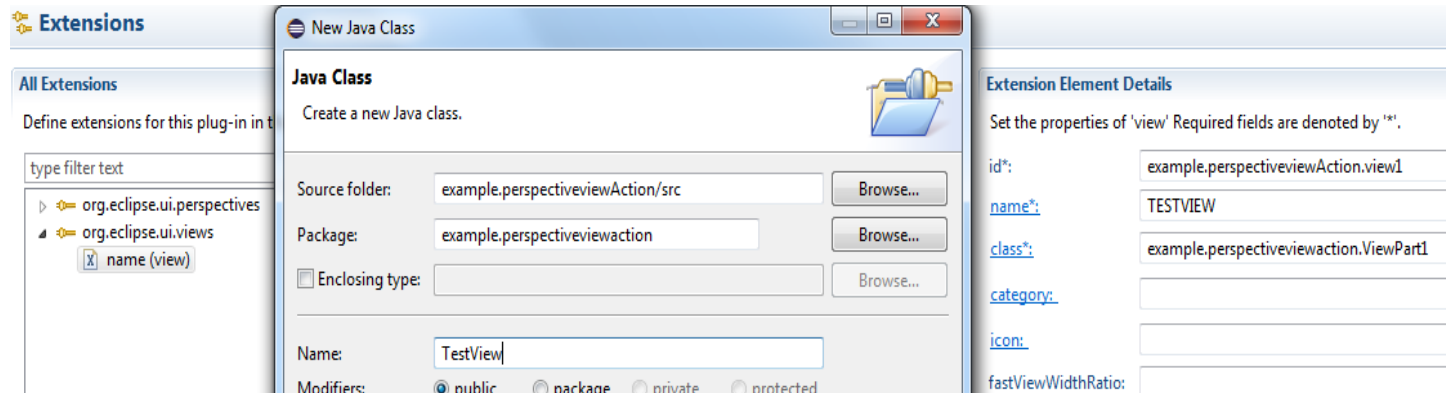 Extensions
All Extensions
Define extensions for this plug-in in t
type filter text
org.eclipse.ui.perspectives
org.eclipse.ui.views
name (view)
New Java Class
Java Class
Create a new Java class.
Source folder: example.perspectiveviewAction/src Browse...
Package: example.perspectiveviewaction Browse...
Enclosing type: Browse...
Name: TestView
Modifiers: public package private protected
Extension Element Details
Set the properties of 'view' Required fields are denoted by '*'.
id*: example.perspectiveviewAction.view1
name*: TESTVIEW
class*: example.perspectiveviewaction.ViewPart1
category:
icon:
fastViewWidthRatio: